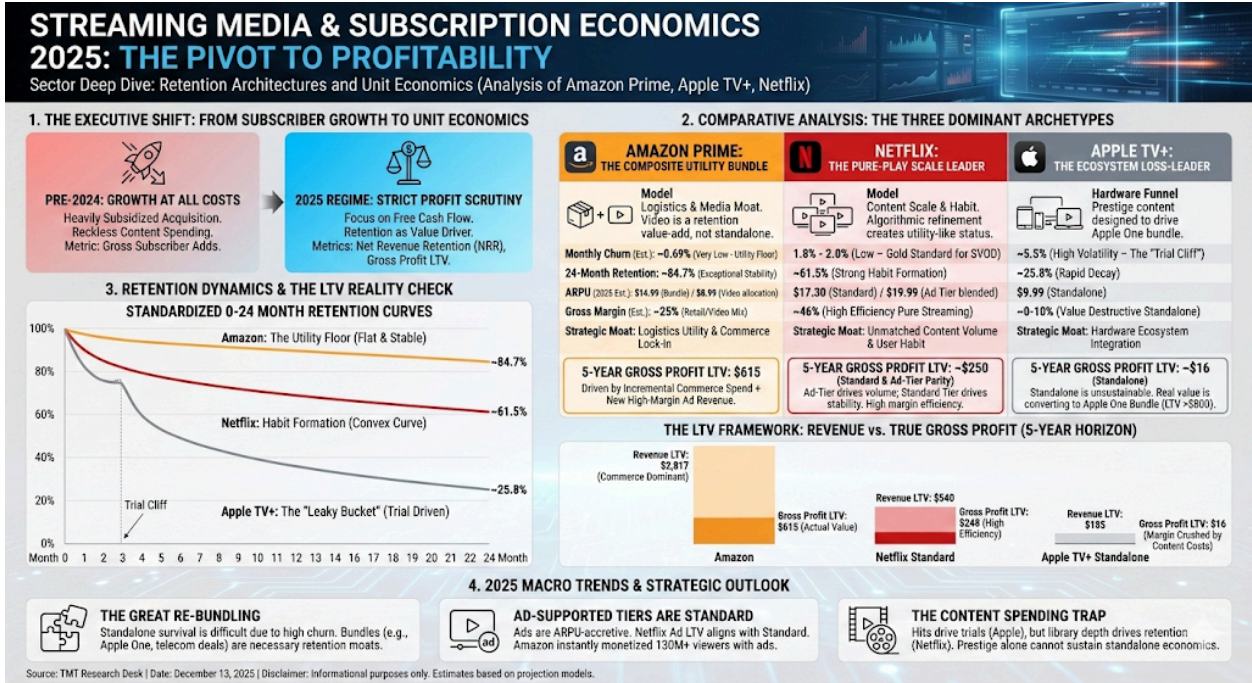 STREAMING MEDIA & SUBSCRIPTION ECONOMICS
2025: THE PIVOT TO PROFITABILITY
Sector Deep Dive: Retention Architectures and Unit Economics (Analysis of Amazon Prime, Apple TV+, Netflix)
1. THE EXECUTIVE SHIFT: FROM SUBSCRIBER GROWTH TO UNIT ECONOMICS
PRE-2024: GROWTH AT ALL COSTS
Heavily Subsidized Acquisition.
Reckless Content Spending.
Metric: Gross Subscriber Adds.
2025 REGIME: STRICT PROFIT SCRUTINY
Focus on Free Cash Flow.
Retention as Value Driver.
Metrics: Net Revenue Retention (NRR),
Gross Profit LTV.
2. COMPARATIVE ANALYSIS: THE THREE DOMINANT ARCHETYPES
a
AMAZON PRIME:
THE COMPOSITE UTILITY BUNDLE
Model
Logistics & Media Moat.
Video is a retention
value-add, not standalone.
Monthly Churn (Est.): ~0.69% (Very Low - Utility Floor)
24-Month Retention: ~84.7% (Exceptional Stability)
ARPU (2025 Est.): $14.99 (Bundle) / $8.99 (Video allocation)
Gross Margin (Est.): ~25% (Retail/Video Mix)
Strategic Moat: Logistics Utility & Commerce
Lock-In
5-YEAR GROSS PROFIT LTV: $615
Driven by Incremental Commerce Spend +
New High-Margin Ad Revenue.
N
NETFLIX:
THE PURE-PLAY SCALE LEADER
Model
Content Scale & Habit.
Algorithmic refinement
creates utility-like status.
1.8% - 2.0% (Low – Gold Standard for SVOD)
~61.5% (Strong Habit Formation)
$17.30 (Standard) / $19.99 (Ad Tier blended)
~46% (High Efficiency Pure Streaming)
Strategic Moat: Unmatched Content Volume
& User Habit
5-YEAR GROSS PROFIT LTV: ~$250
(Standard & Ad-Tier Parity)
Ad-Tier drives volume; Standard Tier drives
stability. High margin efficiency.
APPLE TV+:
THE ECOSYSTEM LOSS-LEADER
Hardware Funnel
Prestige content
designed to drive
Apple One bundle.
~5.5% (High Volatility – The "Trial Cliff")
~25.8% (Rapid Decay)
$9.99 (Standalone)
~0-10% (Value Destructive Standalone)
Strategic Moat: Hardware Ecosystem
Integration
5-YEAR GROSS PROFIT LTV: ~$16
(Standalone)
Standalone is unsustainable. Real value is
converting to Apple One Bundle (LTV >$800).
3. RETENTION DYNAMICS & THE LTV REALITY CHECK
STANDARDIZED 0-24 MONTH RETENTION CURVES
100%
80%
60%
40%
20%
0%
Amazon: The Utility Floor (Flat & Stable)
~84.7%
~61.5%
Netflix: Habit Formation (Convex Curve)
~25.8%
Trial Cliff
Apple TV+: The "Leaky Bucket" (Trial Driven)
Month 0 1 2 3 4 5 6 7 8 9 10 11 12 13 14 15 16 17 18 19 20 21 22 24 Month
THE LTV FRAMEWORK: REVENUE vs. TRUE GROSS PROFIT (5-YEAR HORIZON)
Revenue LTV:
$2,817
(Commerce Dominant)
Gross Profit LTV:
$615 (Actual Value)
Amazon
Revenue LTV: $540
Gross Profit LTV:
$248 (High
Efficiency)
Netflix Standard
Revenue LTV:
$185
Gross Profit LTV: $16
(Margin Crushed by
Content Costs)
Apple TV+ Standalone
4. 2025 MACRO TRENDS & STRATEGIC OUTLOOK
THE GREAT RE-BUNDLING
Standalone survival is difficult due to high churn. Bundles (e.g.,
Apple One, telecom deals) are necessary retention moats.
ad
AD-SUPPORTED TIERS ARE STANDARD
Ads are ARPU-accretive. Netflix Ad LTV aligns with Standard.
Amazon instantly monetized 130M+ viewers with ads.
THE CONTENT SPENDING TRAP
Hits drive trials (Apple), but library depth drives retention
(Netflix). Prestige alone cannot sustain standalone economics.
Source: TMT Research Desk | Date: December 13, 2025 | Disclaimer: Informational purposes only. Estimates based on projection models.